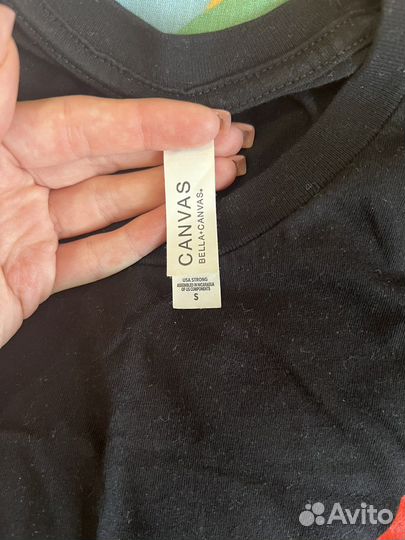 CANVAS
BELLA+CANVAS®
USA STRONG
ASSEMBLED IN NICARAGUA
OF US COMPONENTS
S
Avito